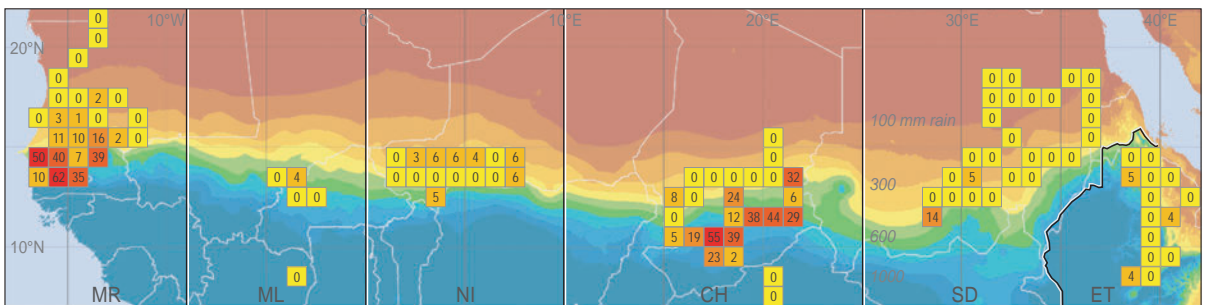 0 10°W 0° 10°E 20°E 30°E 40°E
0
20°N
0
0 0 0 0 0
0 0 2 0 0 0 0 0 0
0 3 1 0 0 100 mm rain 0 0
11 10 16 2 0 0 0 0
50 40 7 39 0 3 6 6 4 0 6 0 0 0 0 0 0 0 0 0
10 62 35 0 4 0 0 0 0 0 0 6 0 0 0 0 0 32 300 0 5 0 0 5 0
0 0 5 8 0 24 6 0 0 0 0 0 0
0 12 38 44 29 14 0 4
5 19 55 39 600 0
10°N
23 2 0 0
0 0 1000 4 0
MR ML NI CH 0 SD ET